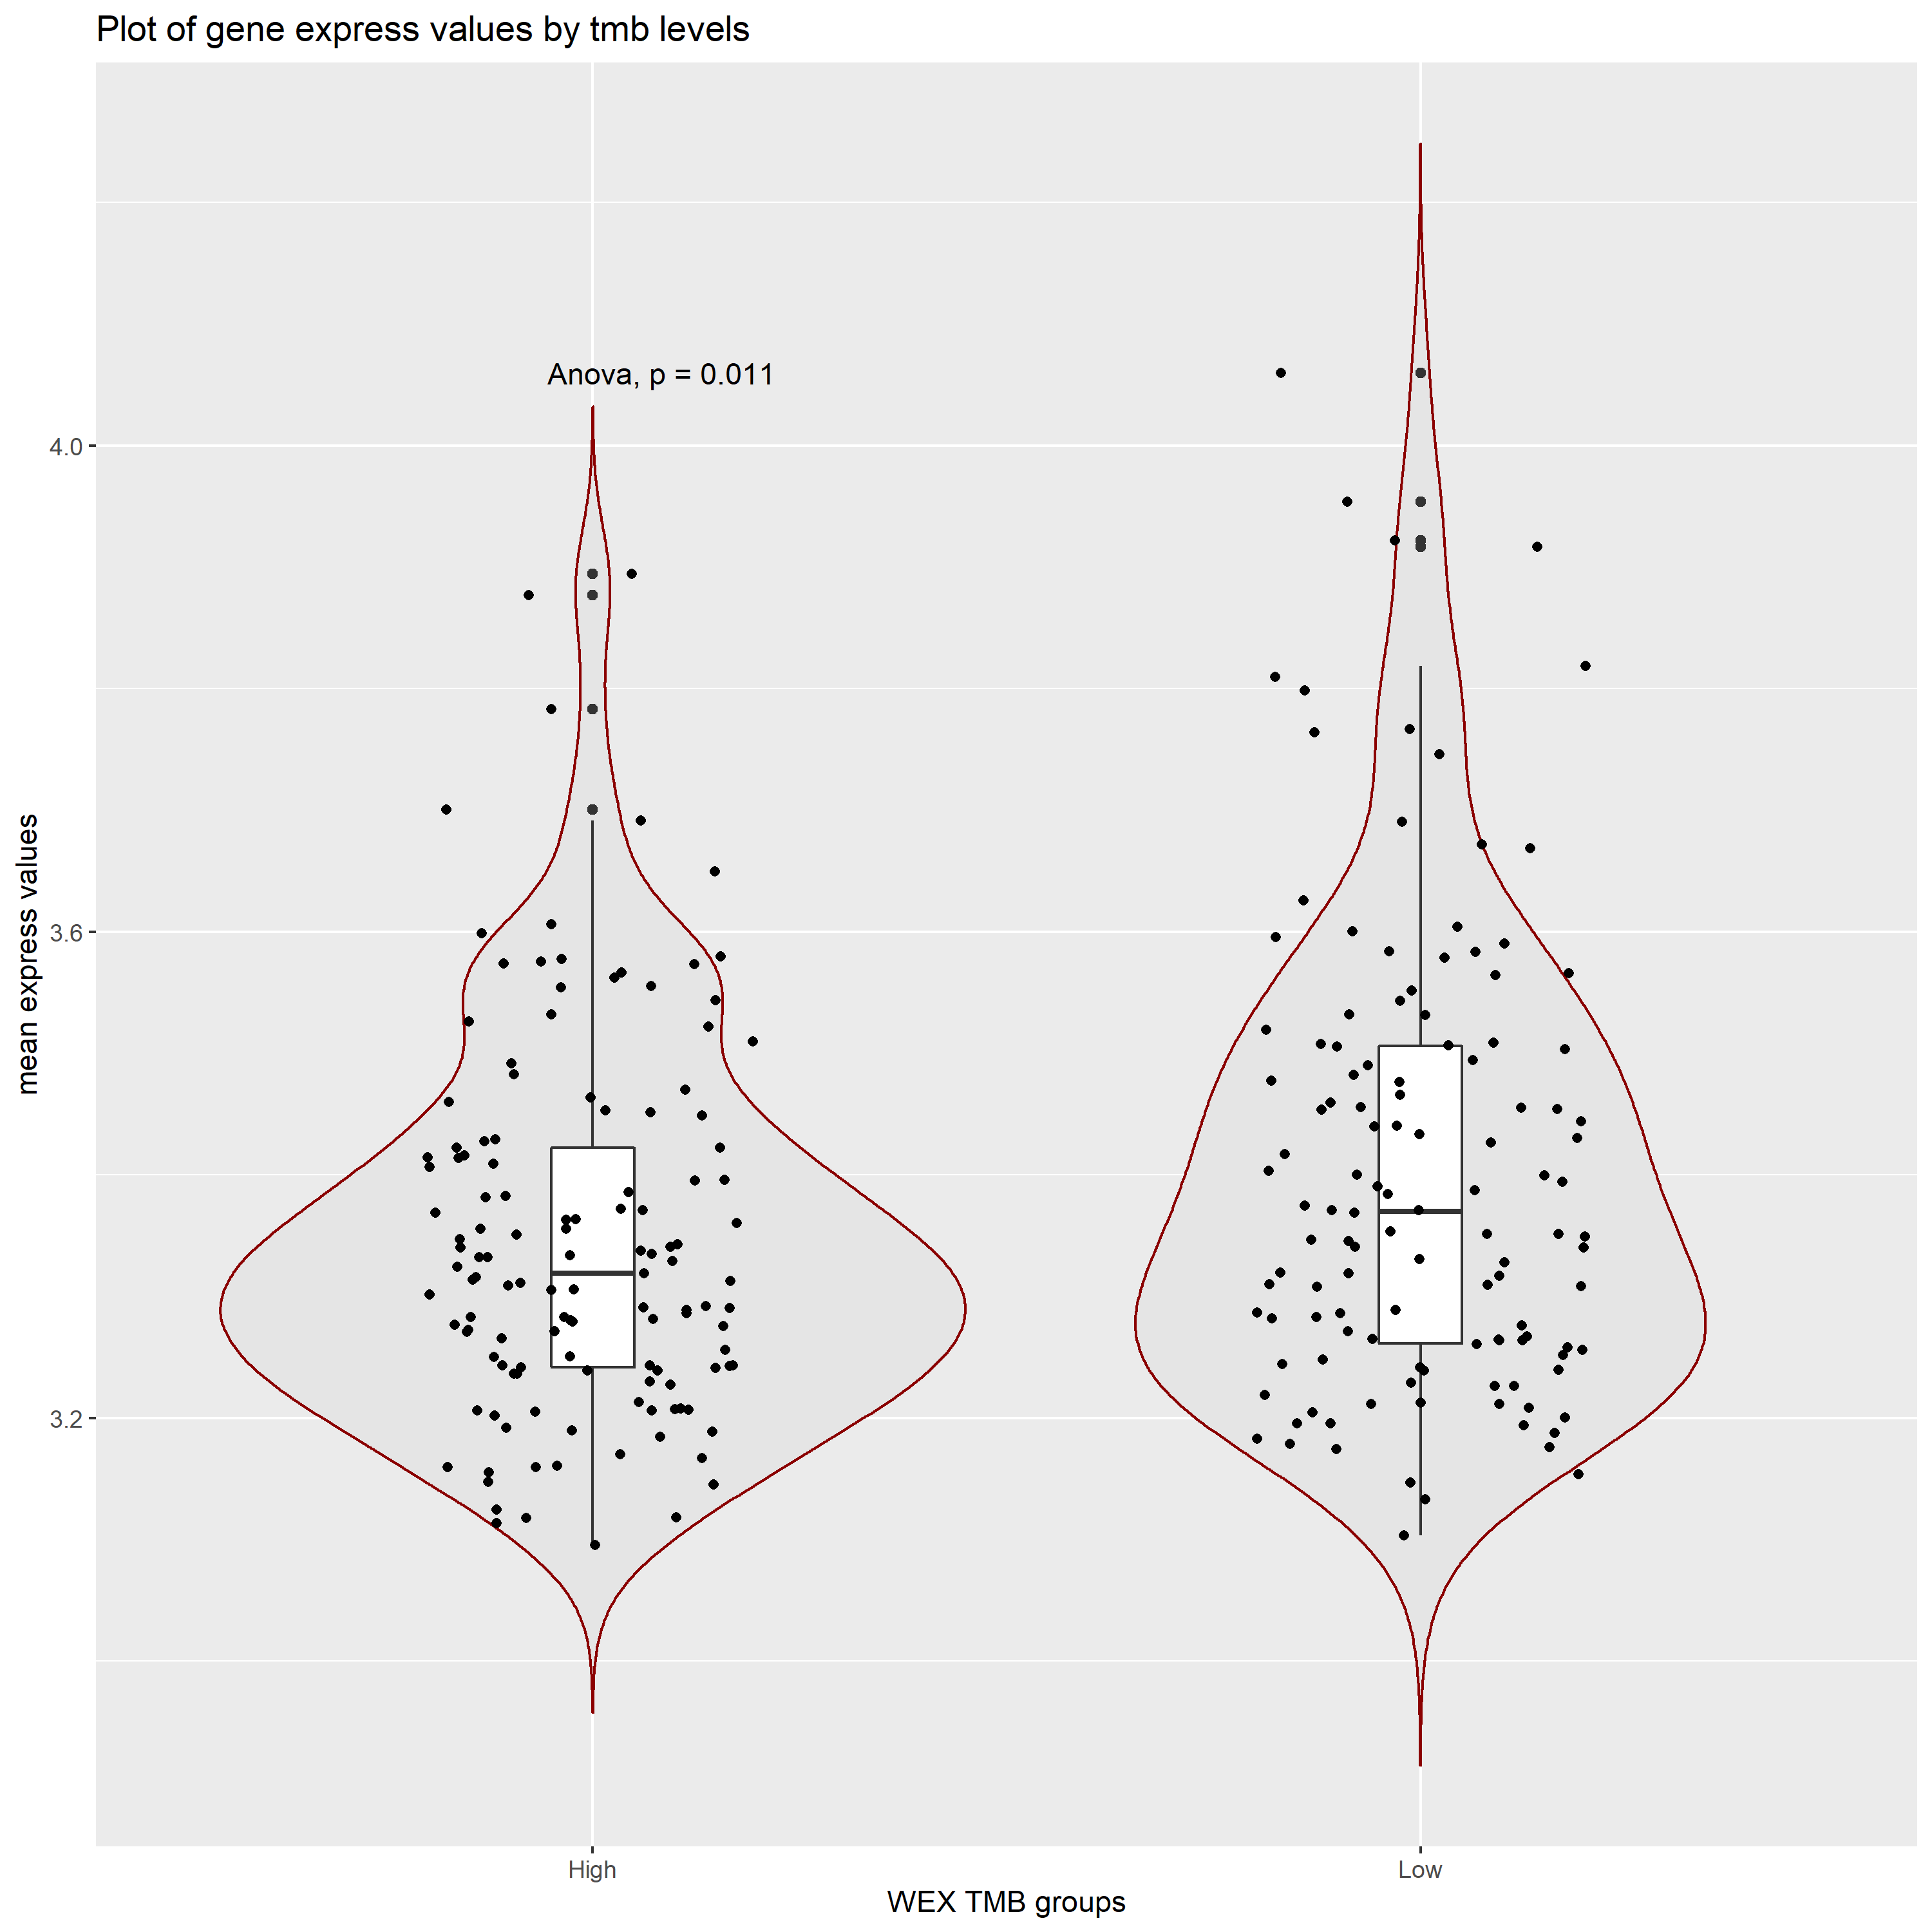 Plot of gene express values by tmb levels
Anova, p = 0.011
4.0
3.6
3.2
mean express values
High
Low
WEX TMB groups